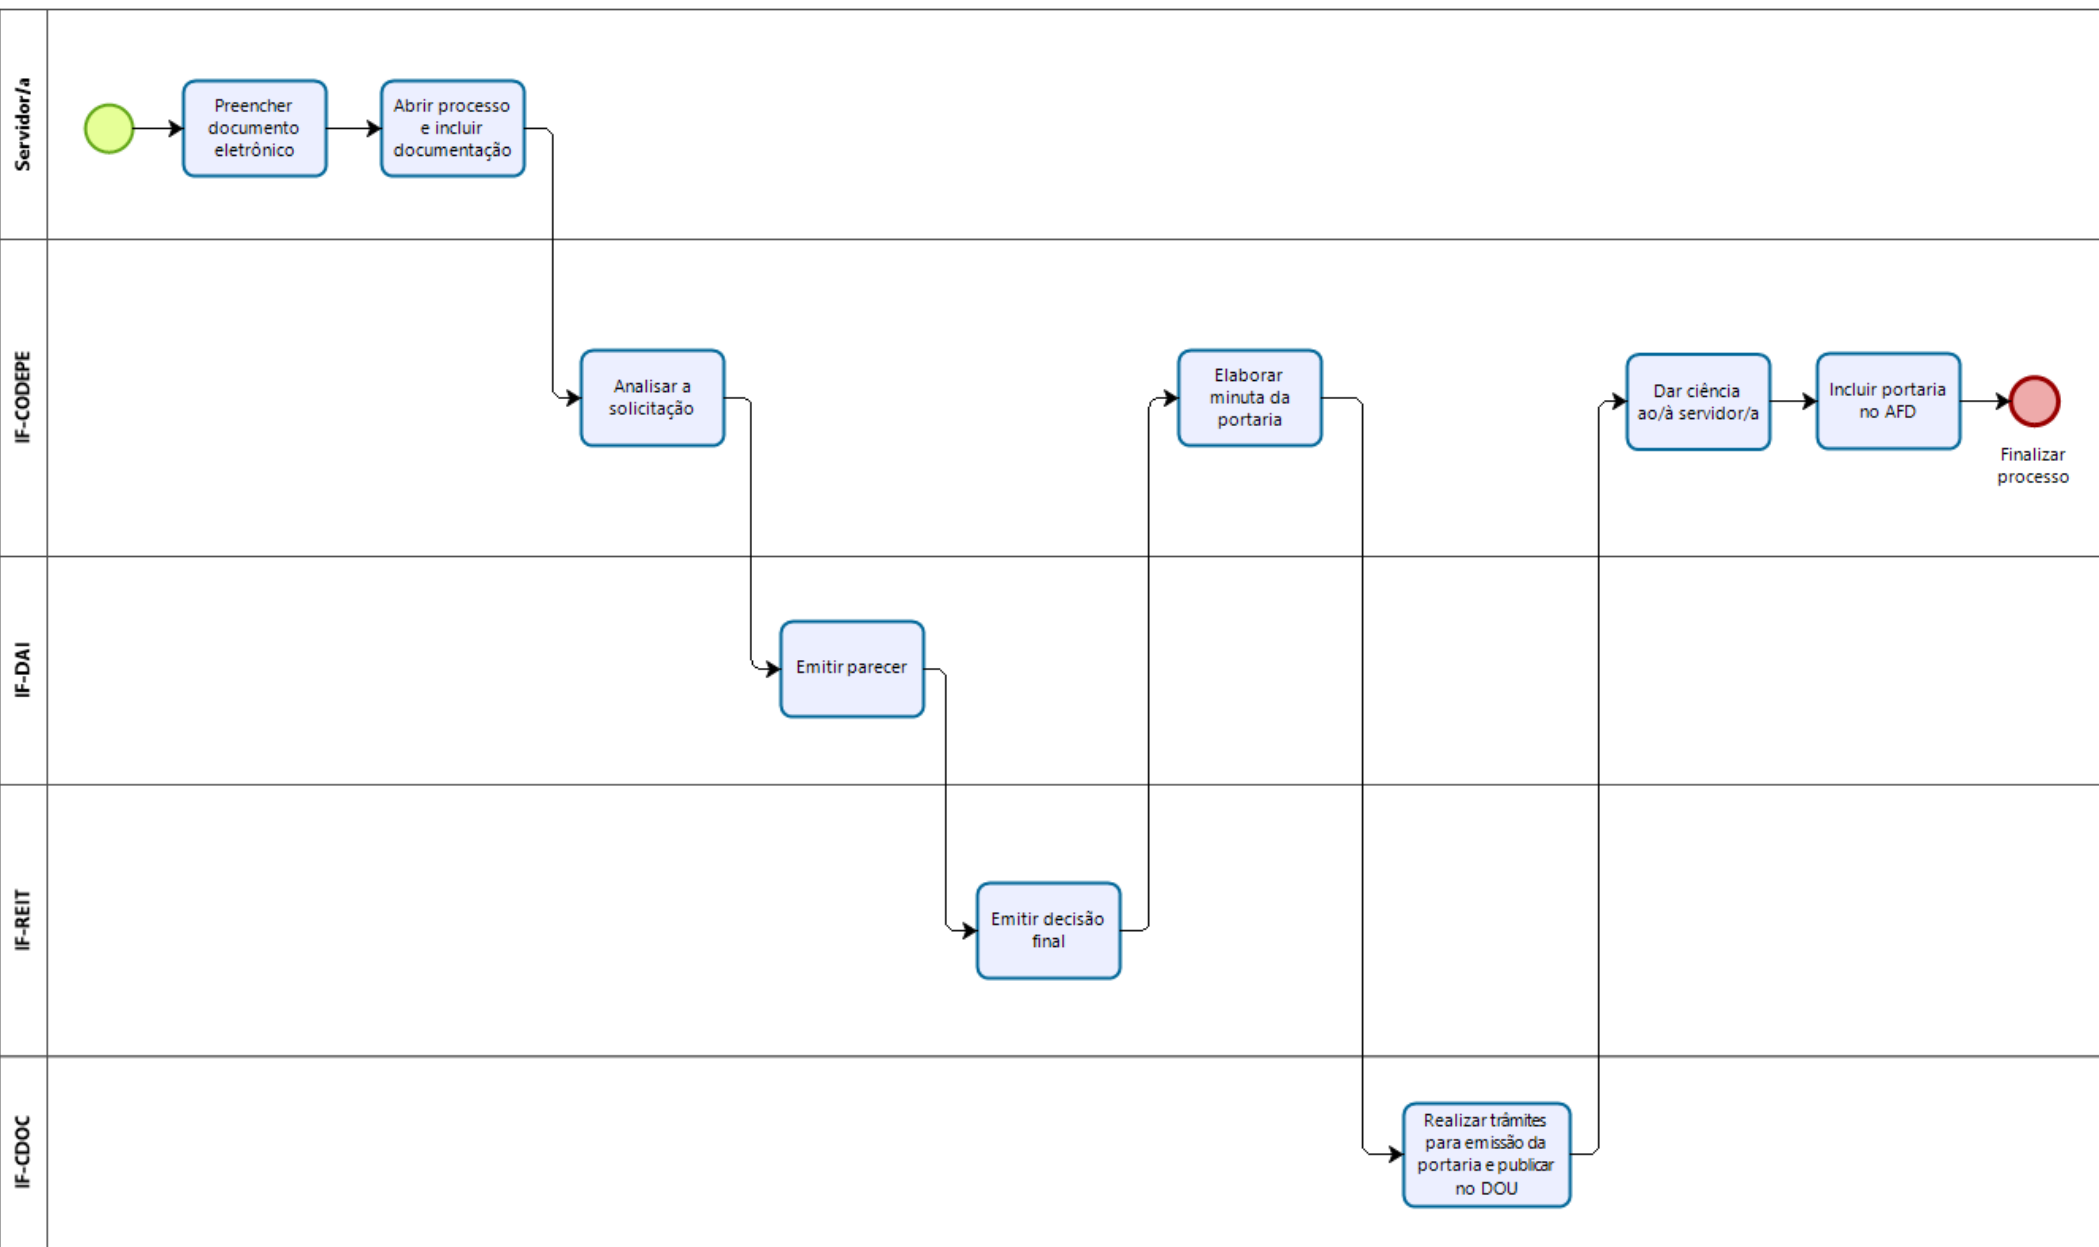 Servidor/a
Preencher
documento
eletrônico
Abrir processo
e incluir
documentação
IF-CODEPE
Analisar a
solicitação
Elaborar
minuta da
portaria
Dar ciência
ao/à servidor/a
Incluir portaria
no AFD
Finalizar
processo
IF-DAI
Emitir parecer
IF-REIT
Emitir decisão
final
IF-CDOC
Realizar trâmites
para emissão da
portaria e publicar
no DOU